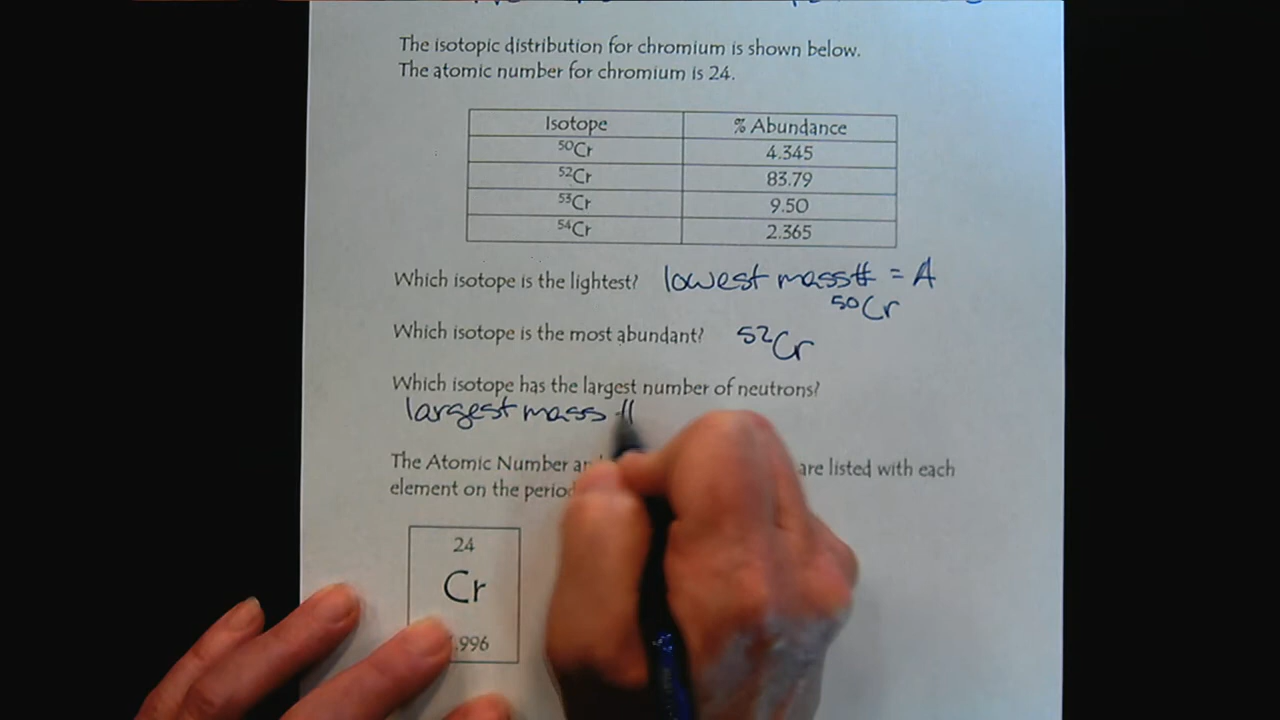 The isotopic distribution for chromium is shown below.
The atomic number for chromium is 24.
Isotope % Abundance
⁵⁰Cr 4.345
⁵²Cr 83.79
⁵³Cr 9.50
⁵⁴Cr 2.365
Which isotope is the lightest? lowest mass# = A
⁵⁰Cr
Which isotope is the most abundant? ⁵²Cr
Which isotope has the largest number of neutrons?
largest mass
The Atomic Number are listed with each
element on the
24
Cr
.996